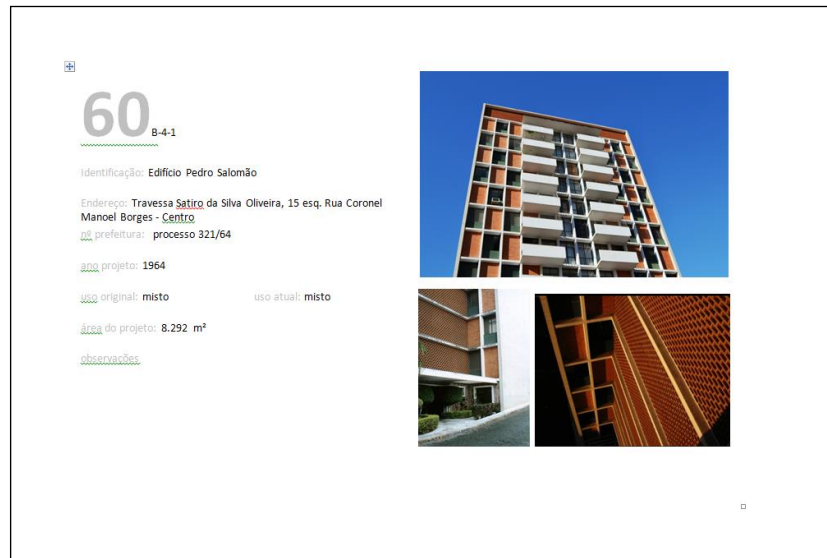 60 B-4-1
Identificação: Edifício Pedro Salomão
Endereço: Travessa Satiro da Silva Oliveira, 15 esq. Rua Coronel
Manoel Borges - Centro
nº prefeitura: processo 321/64
ano projeto: 1964
uso original: misto uso atual: misto
área do projeto: 8.292 m²
observações